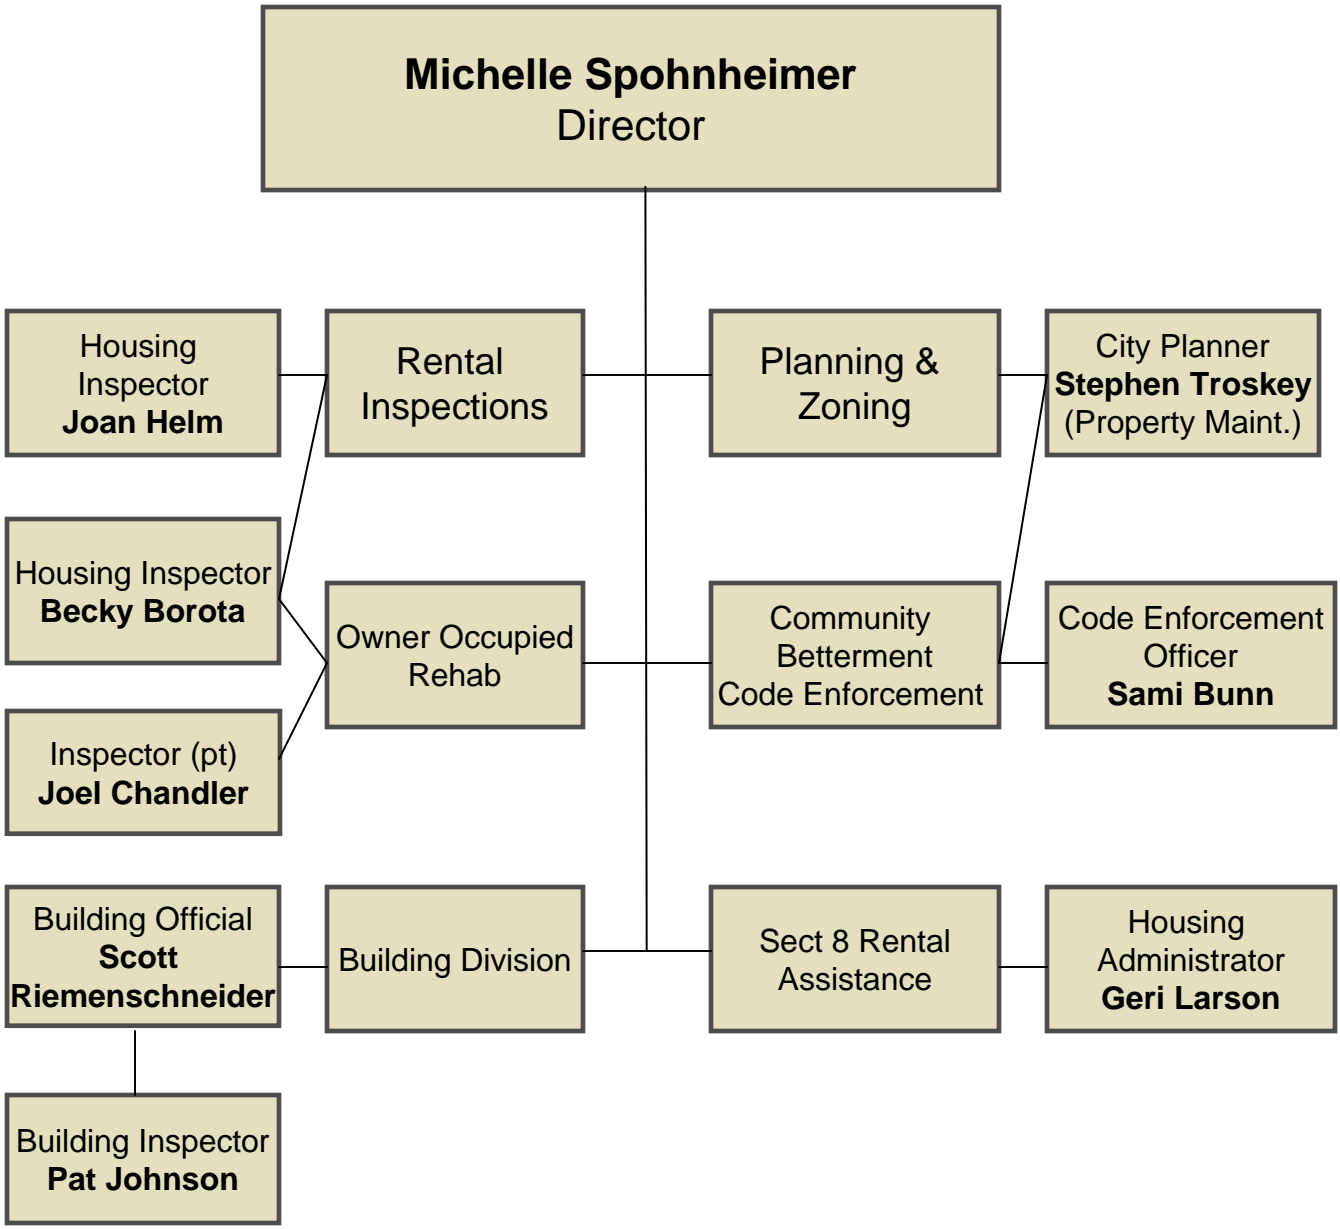 Michelle Spohnheimer
Director
Housing
Inspector
Joan Helm
Rental
Inspections
Planning &
Zoning
City Planner
Stephen Troskey
(Property Maint.)
Housing Inspector
Becky Borota
Owner Occupied
Rehab
Community
Betterment
Code Enforcement
Code Enforcement
Officer
Sami Bunn
Inspector (pt)
Joel Chandler
Building Official
Scott
Riemenschneider
Building Division
Sect 8 Rental
Assistance
Housing
Administrator
Geri Larson
Building Inspector
Pat Johnson